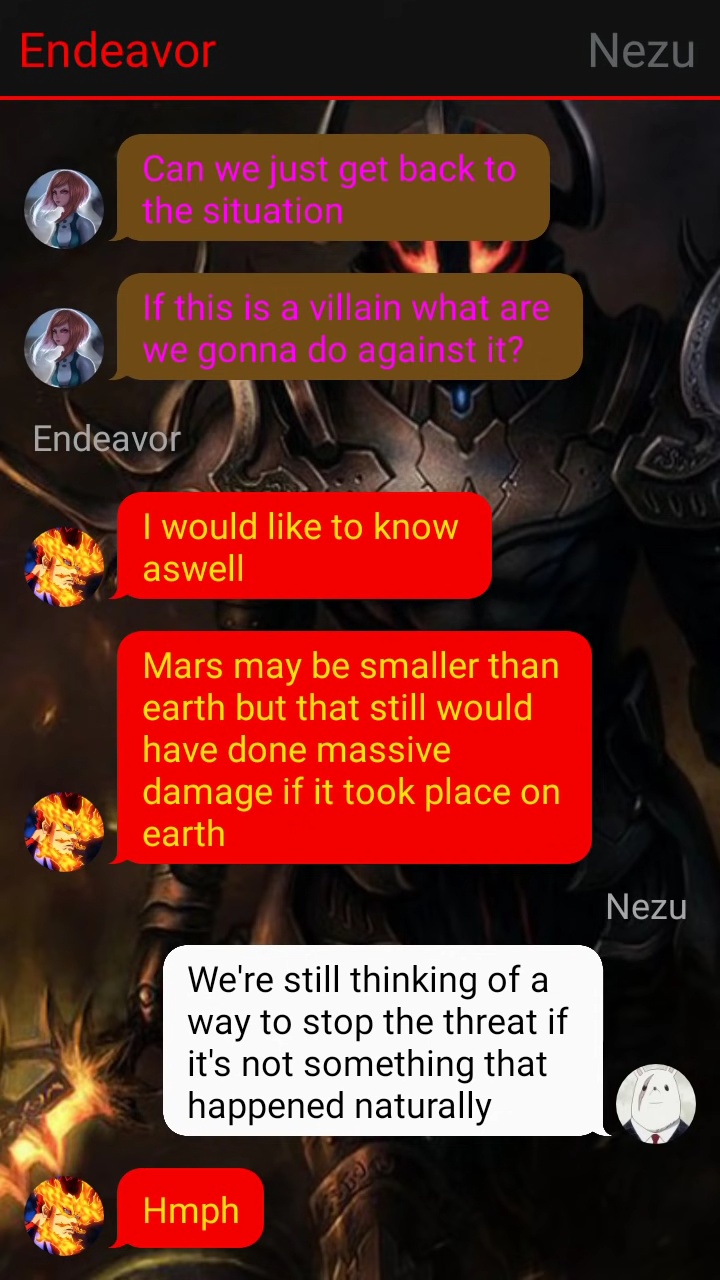 Endeavor
Nezu
Can we just get back to
the situation
If this is a villain what are
we gonna do against it?
Endeavor
I would like to know
aswell
Mars may be smaller than
earth but that still would
have done massive
damage if it took place on
earth
Nezu
We're still thinking of a
way to stop the threat if
it's not something that
happened naturally
Hmph